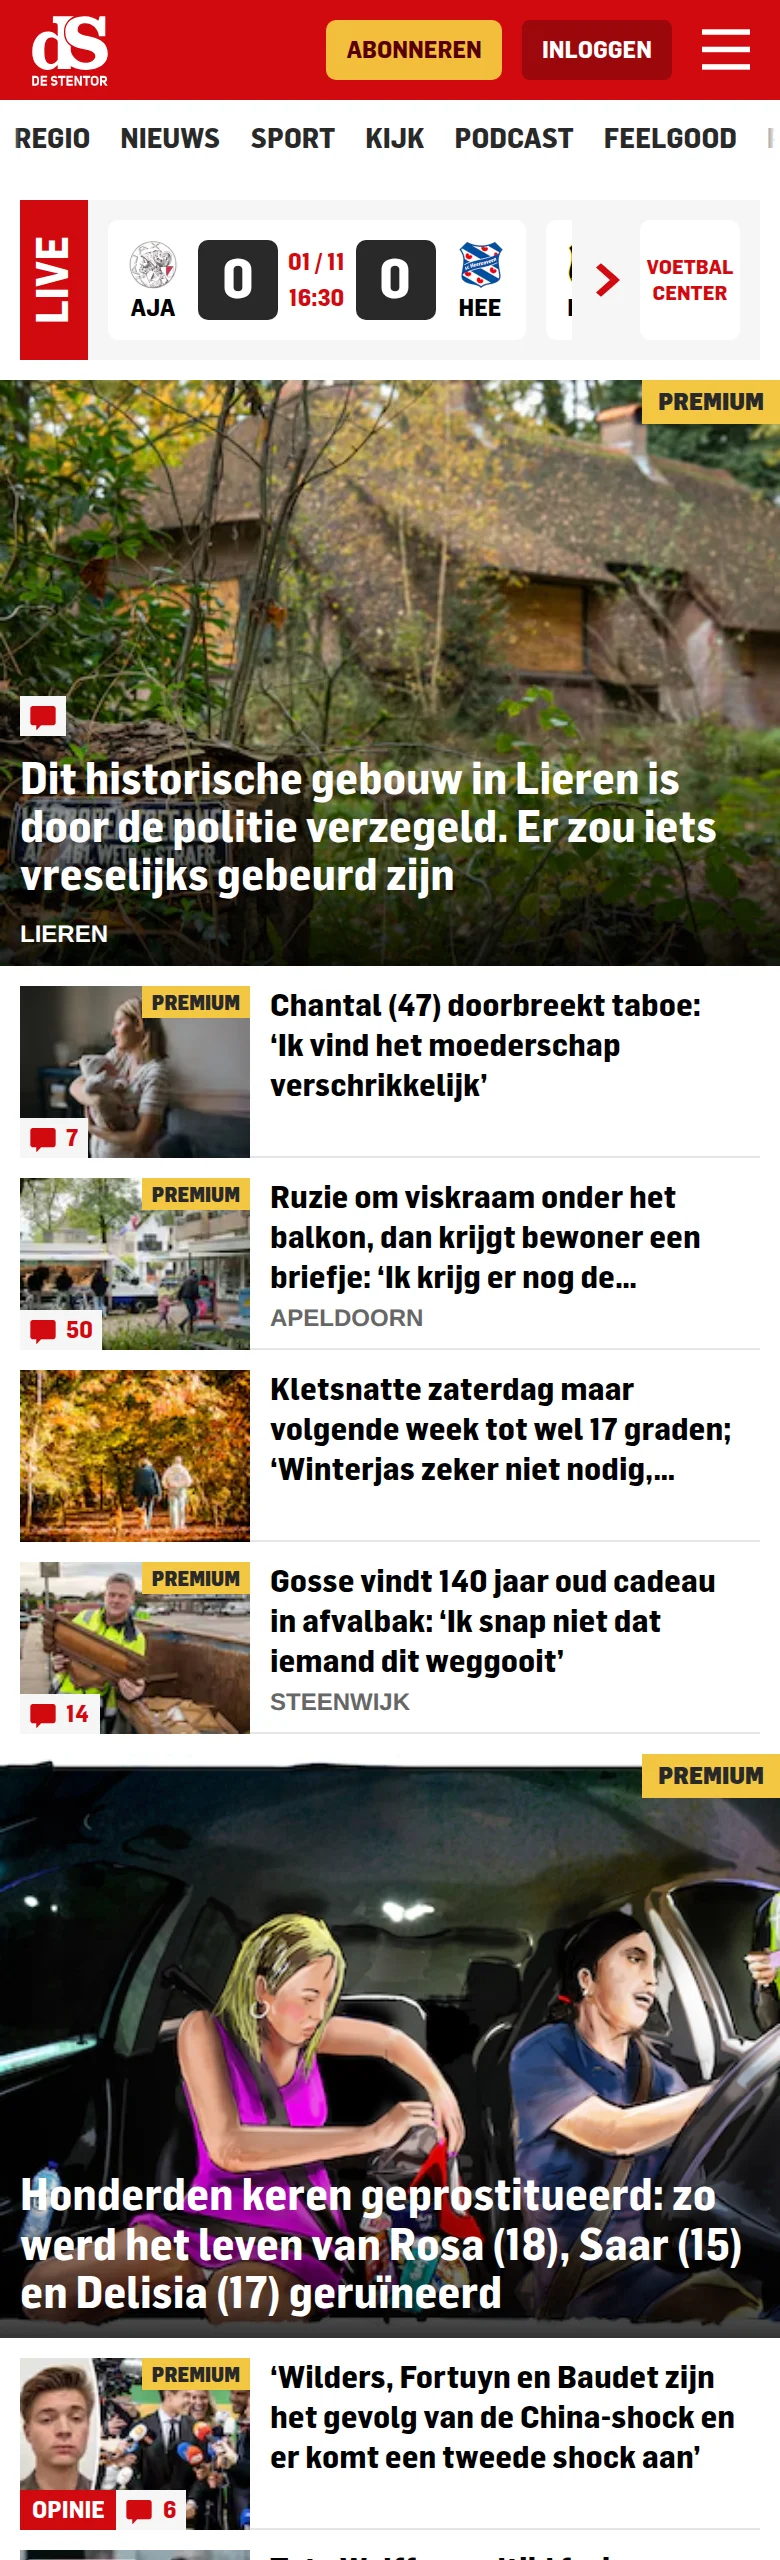 dS
DE STENTOR
ABONNEREN
INLOGGEN
REGIO NIEUWS SPORT KIJK PODCAST FEELGOOD
LIVE
AJA
0
01 / 11
16:30
0
HEE
VOETBAL
CENTER
PREMIUM
Dit historische gebouw in Lieren is
door de politie verzegeld. Er zou iets
vreselijks gebeurd zijn
LIEREN
PREMIUM
7
Chantal (47) doorbreekt taboe:
‘Ik vind het moederschap
verschrikkelijk’
PREMIUM
50
Ruzie om viskraam onder het
balkon, dan krijgt bewoner een
briefje: ‘Ik krijg er nog de...
APELDOORN
Kletsnatte zaterdag maar
volgende week tot wel 17 graden;
‘Winterjas zeker niet nodig,...
PREMIUM
14
Gosse vindt 140 jaar oud cadeau
in afvalbak: ‘Ik snap niet dat
iemand dit weggooit’
STEENWIJK
PREMIUM
Honderden keren geprostitueerd: zo
werd het leven van Rosa (18), Saar (15)
en Delisia (17) geruïneerd
PREMIUM
OPINIE
6
‘Wilders, Fortuyn en Baudet zijn
het gevolg van de China-shock en
er komt een tweede shock aan’